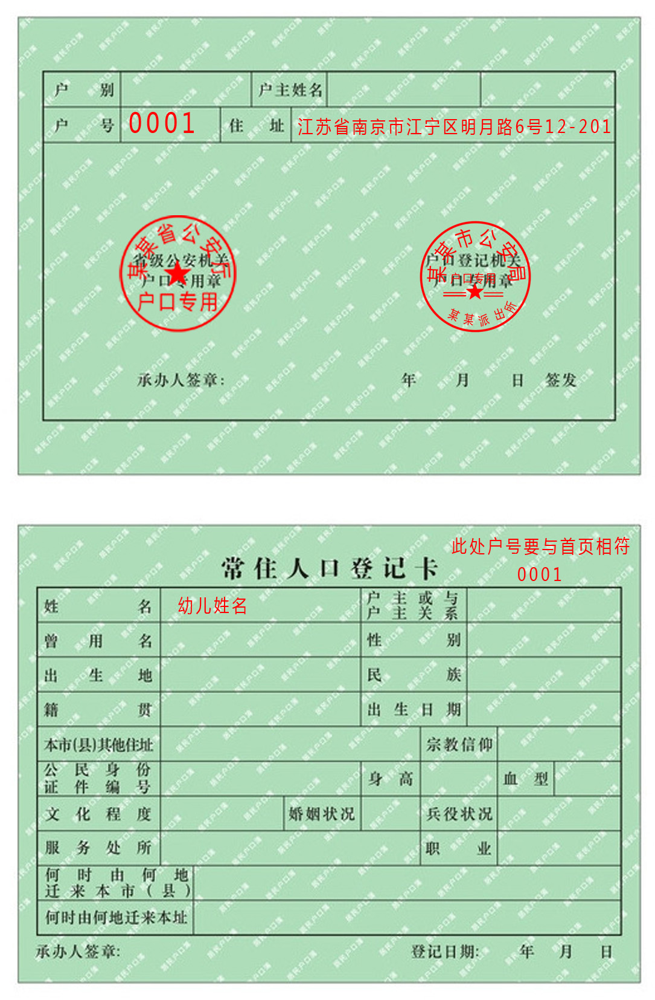 户 别 户主姓名
户 号 0001 住 址 江苏省南京市江宁区明月路6号12-201
某某省公安厅
省级公安机关
户口专用章
户口专用
某某市公安局
户口登记机关
户口专用章
户口专用
某某派出所
承办人签章: 年 月 日 签发
此处户号要与首页相符
常住人口登记卡
0001
姓 名 幼儿姓名 户主或与户主关系
曾用名 性 别
出生地 民 族
籍 贯 出生日期
本市(县)其他住址 宗教信仰
公民身份证件编号 身 高 血 型
文化程度 婚姻状况 兵役状况
服务处所 职 业
何时由何地迁来本市(县)
何时由何地迁来本址
承办人签章: 登记日期: 年 月 日
居民户口簿